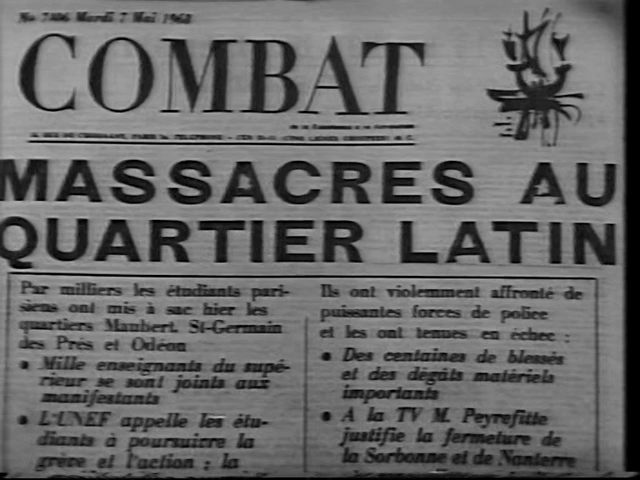 No 7406 Mardi 7 Mai 1968
COMBAT
MASSACRES AU
QUARTIER LATIN
Par milliers les étudiants pari-
siens ont mis à sac hier les
quartiers Maubert, St-Germain
des Prés et Odéon
• Mille enseignants du supé-
rieur se sont joints aux
manifestants
• L'UNEF appelle les étu-
diants à poursuivre la
grève et l'action : la
Ils ont violemment affronté de
puissantes forces de police
et les ont tenues en échec :
• Des centaines de blessés
et des dégâts matériels
importants
• A la TV M. Peyrefitte
justifie la fermeture de
la Sorbonne et de Nanterre